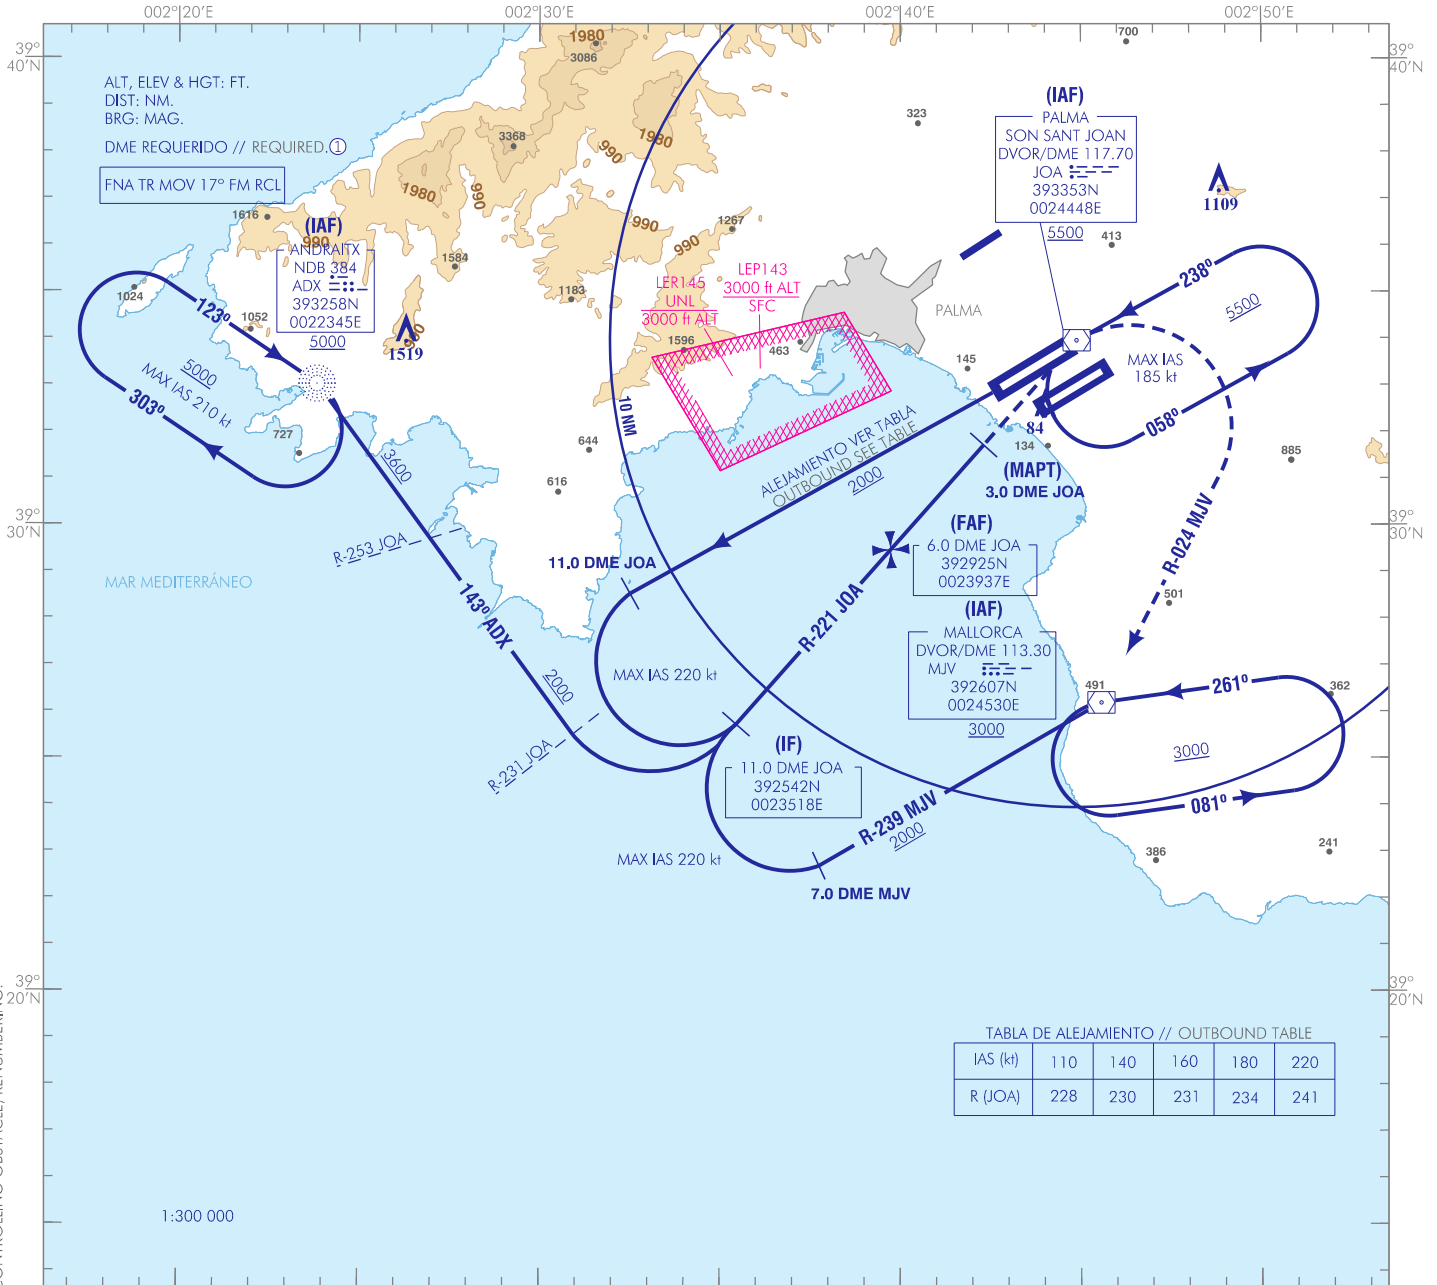 002°20'E
002°30'E
002°40'E
002°50'E
39°
40'N
39°
40'N
ALT, ELEV & HGT: FT.
DIST: NM.
BRG: MAG.
DME REQUERIDO // REQUIRED. 1
FNA TR MOV 17º FM RCL
1980
3086
3368
1980
1980
990
990
990
990
990
990
1616
1584
1267
1183
1024
1052
1596
463
323
700
413
145
134
84
885
501
491
362
386
241
727
644
616
1519
1109
(IAF)
ANDRAITX
NDB 384
ADX
393258N
0022345E
5000
(IAF)
PALMA
SON SANT JOAN
DVOR/DME 117.70
JOA
393353N
0024448E
5500
LER145
UNL
3000 ft ALT
LEP143
3000 ft ALT
SFC
PALMA
123º
5000
MAX IAS 210 kt
303º
238º
5500
MAX IAS
185 kt
058º
10 NM
ALEJAMIENTO VER TABLA
OUTBOUND SEE TABLE
2000
3600
R-253 JOA
143º ADX
2000
R-231 JOA
(MAPT)
3.0 DME JOA
(FAF)
6.0 DME JOA
392925N
0023937E
R-024 MJV
39°
30'N
39°
30'N
MAR MEDITERRÁNEO
11.0 DME JOA
R-221 JOA
MAX IAS 220 kt
(IAF)
MALLORCA
DVOR/DME 113.30
MJV
392607N
0024530E
3000
261º
3000
081º
(IF)
11.0 DME JOA
392542N
0023518E
R-239 MJV
2000
MAX IAS 220 kt
7.0 DME MJV
39°
20'N
39°
20'N
TABLA DE ALEJAMIENTO // OUTBOUND TABLE
IAS (kt) 110 140 160 180 220
R (JOA) 228 230 231 234 241
1:300 000